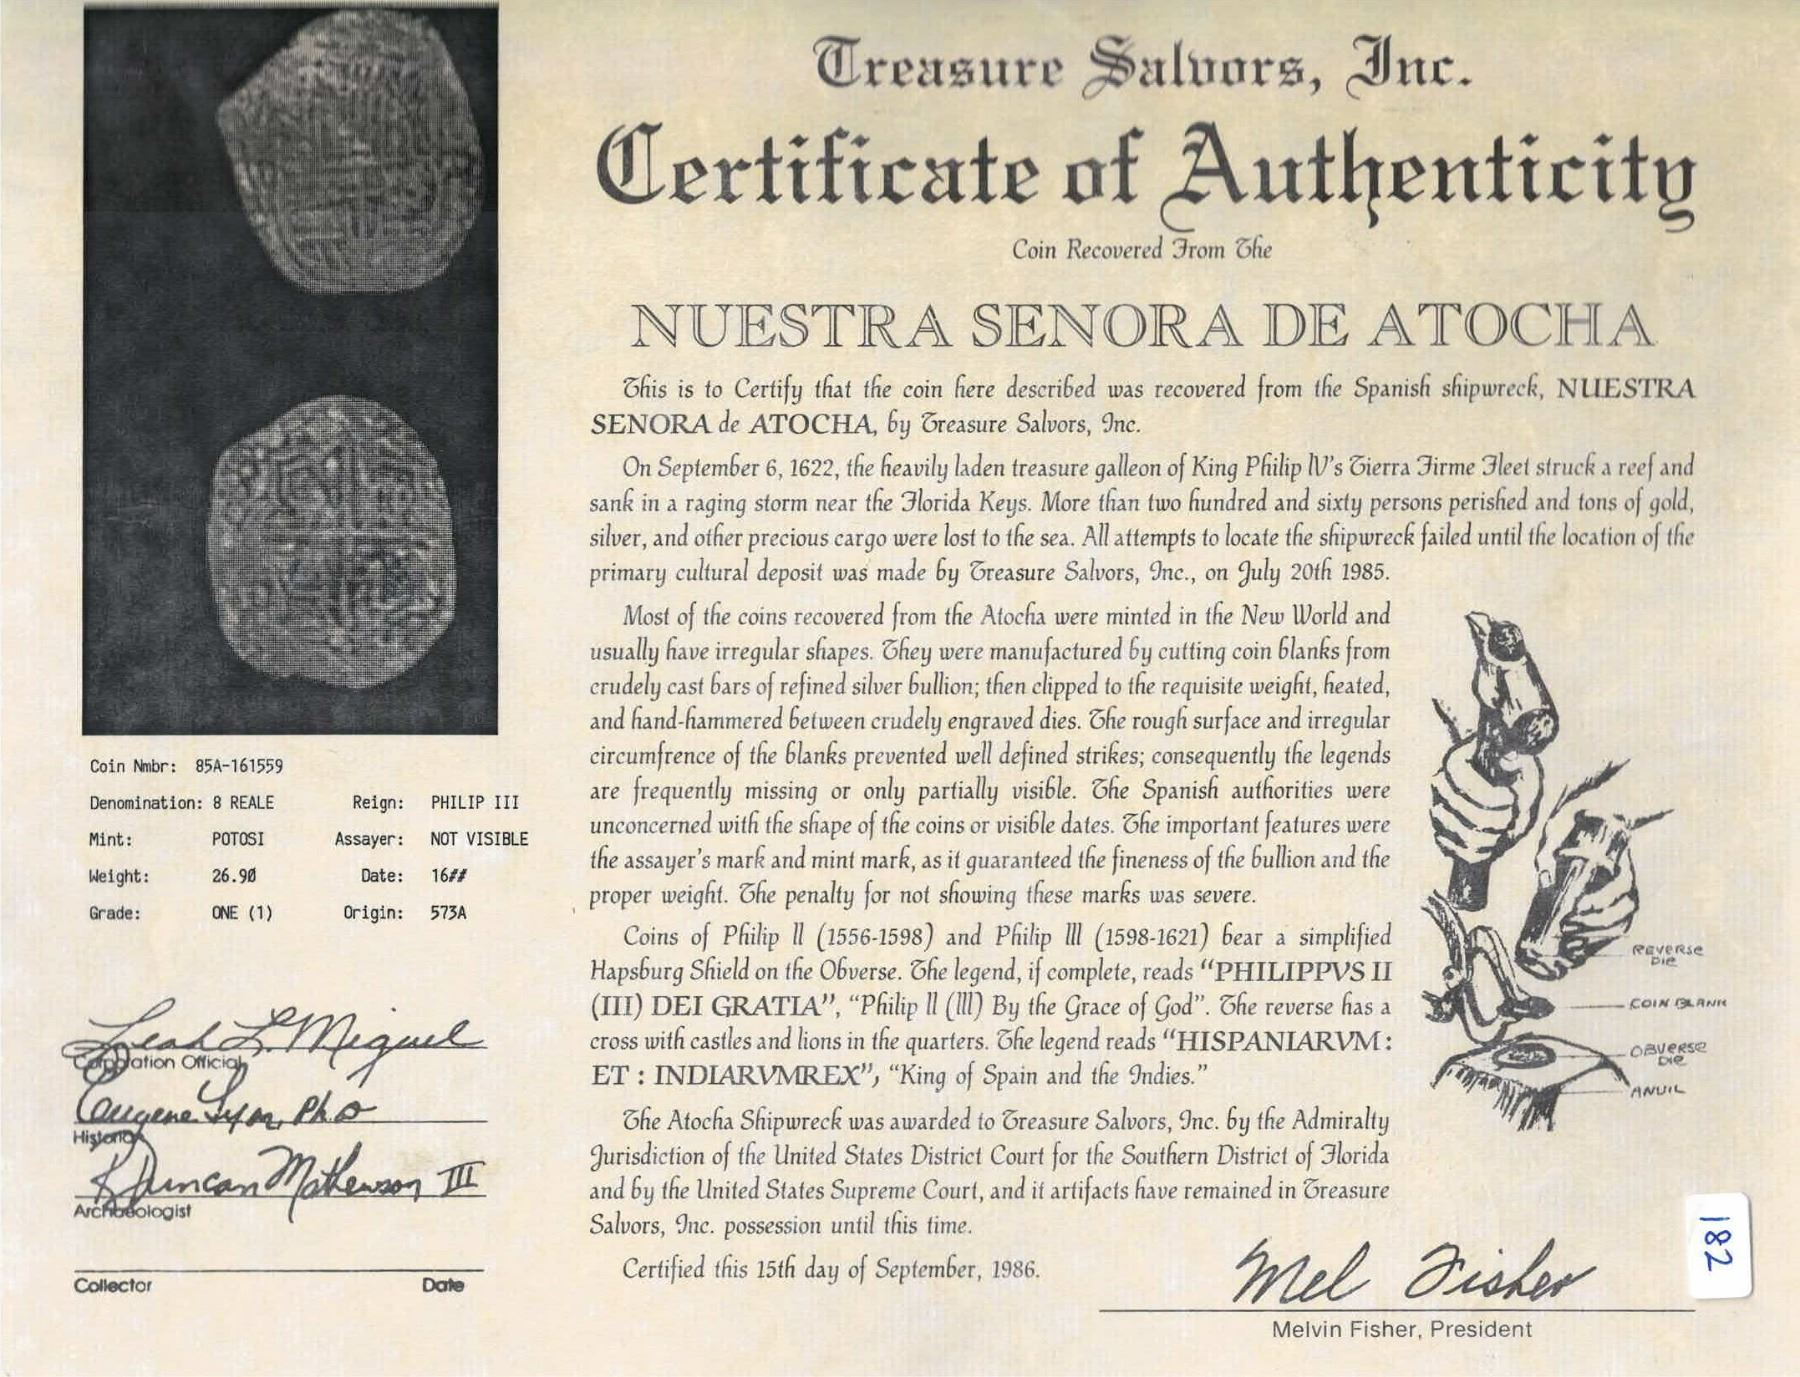 Treasure Salvors, Inc.
Certificate of Authenticity
Coin Recovered From The
NUESTRA SENORA DE ATOCHA
This is to Certify that the coin here described was recovered from the Spanish shipwreck, NUESTRA
SENORA de ATOCHA, by Treasure Salvors, Inc.
On September 6, 1622, the heavily laden treasure galleon of King Philip IV's Tierra Firme Fleet struck a reef and
sank in a raging storm near the Florida Keys. More than two hundred and sixty persons perished and tons of gold,
silver, and other precious cargo were lost to the sea. All attempts to locate the shipwreck failed until the location of the
primary cultural deposit was made by Treasure Salvors, Inc., on July 20th 1985.
Most of the coins recovered from the Atocha were minted in the New World and
usually have irregular shapes. They were manufactured by cutting coin blanks from
crudely cast bars of refined silver bullion; then clipped to the requisite weight, heated,
and hand-hammered between crudely engraved dies. The rough surface and irregular
circumfrence of the blanks prevented well defined strikes; consequently the legends
are frequently missing or only partially visible. The Spanish authorities were
unconcerned with the shape of the coins or visible dates. The important features were
the assayer's mark and mint mark, as it guaranteed the fineness of the bullion and the
proper weight. The penalty for not showing these marks was severe.
Coins of Philip II (1556-1598) and Philip III (1598-1621) bear a simplified
Hapsburg Shield on the Obverse. The legend, if complete, reads "PHILIPPVS II
(III) DEI GRATIA", "Philip II (III) By the Grace of God". The reverse has a
cross with castles and lions in the quarters. The legend reads "HISPANIARVM :
ET : INDIARVMREX", "King of Spain and the Indies."
The Atocha Shipwreck was awarded to Treasure Salvors, Inc. by the Admiralty
Jurisdiction of the United States District Court for the Southern District of Florida
and by the United States Supreme Court, and it artifacts have remained in Treasure
Salvors, Inc. possession until this time.
Certified this 15th day of September, 1986.
Mel Fisher
Melvin Fisher, President
REVERSE
DIE
COIN BLANK
OBVERSE
DIE
ANVIL
182
Coin Nmbr: 85A-161559
Denomination: 8 REALE Reign: PHILIP III
Mint: POTOSI Assayer: NOT VISIBLE
Weight: 26.90 Date: 16##
Grade: ONE (1) Origin: 573A
Leah L. Miguel
Corporation Official
Eugene Lyon, Ph.D
Historian
R Duncan Mathewson III
Archaeologist
Collector Date